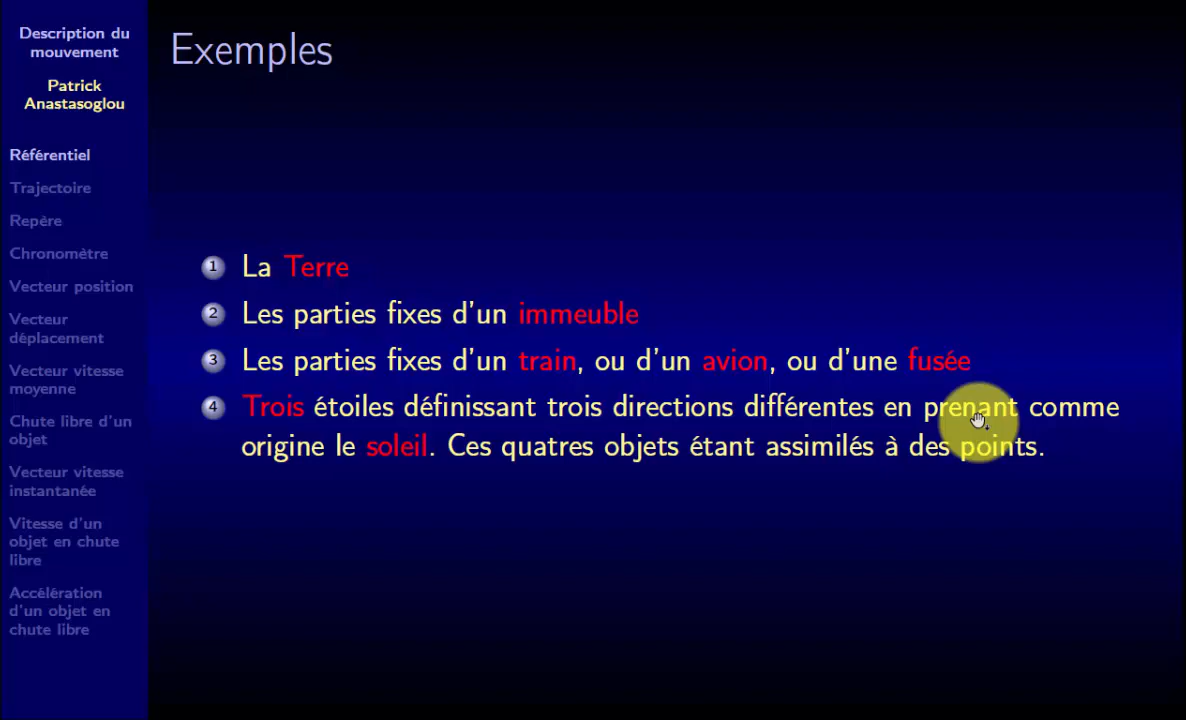 Description du
mouvement
Patrick
Anastasoglou
Référentiel
Trajectoire
Repère
Chronomètre
Vecteur position
Vecteur
déplacement
Vecteur vitesse
moyenne
Chute libre d'un
objet
Vecteur vitesse
instantanée
Vitesse d'un
objet en chute
libre
Accélération
d'un objet en
chute libre
Exemples
1 La Terre
2 Les parties fixes d'un immeuble
3 Les parties fixes d'un train, ou d'un avion, ou d'une fusée
4 Trois étoiles définissant trois directions différentes en prenant comme
origine le soleil. Ces quatres objets étant assimilés à des points.